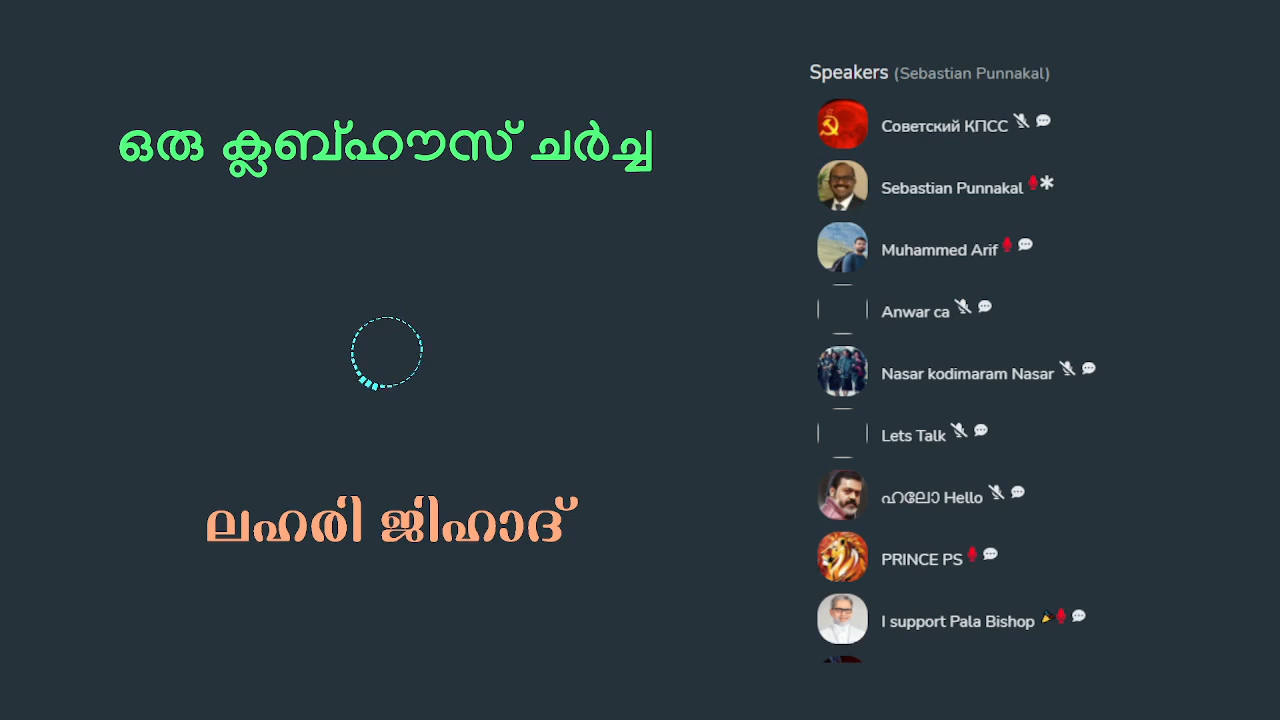 ഒരു ക്ലബ്ഹൗസ് ചർച്ച
ലഹരി ജിഹാദ്
Speakers (Sebastian Punnakal)
Советский КПСС
Sebastian Punnakal
Muhammed Arif
Anwar ca
Nasar kodimaram Nasar
Lets Talk
ഹലോ Hello
PRINCE PS
I support Pala Bishop